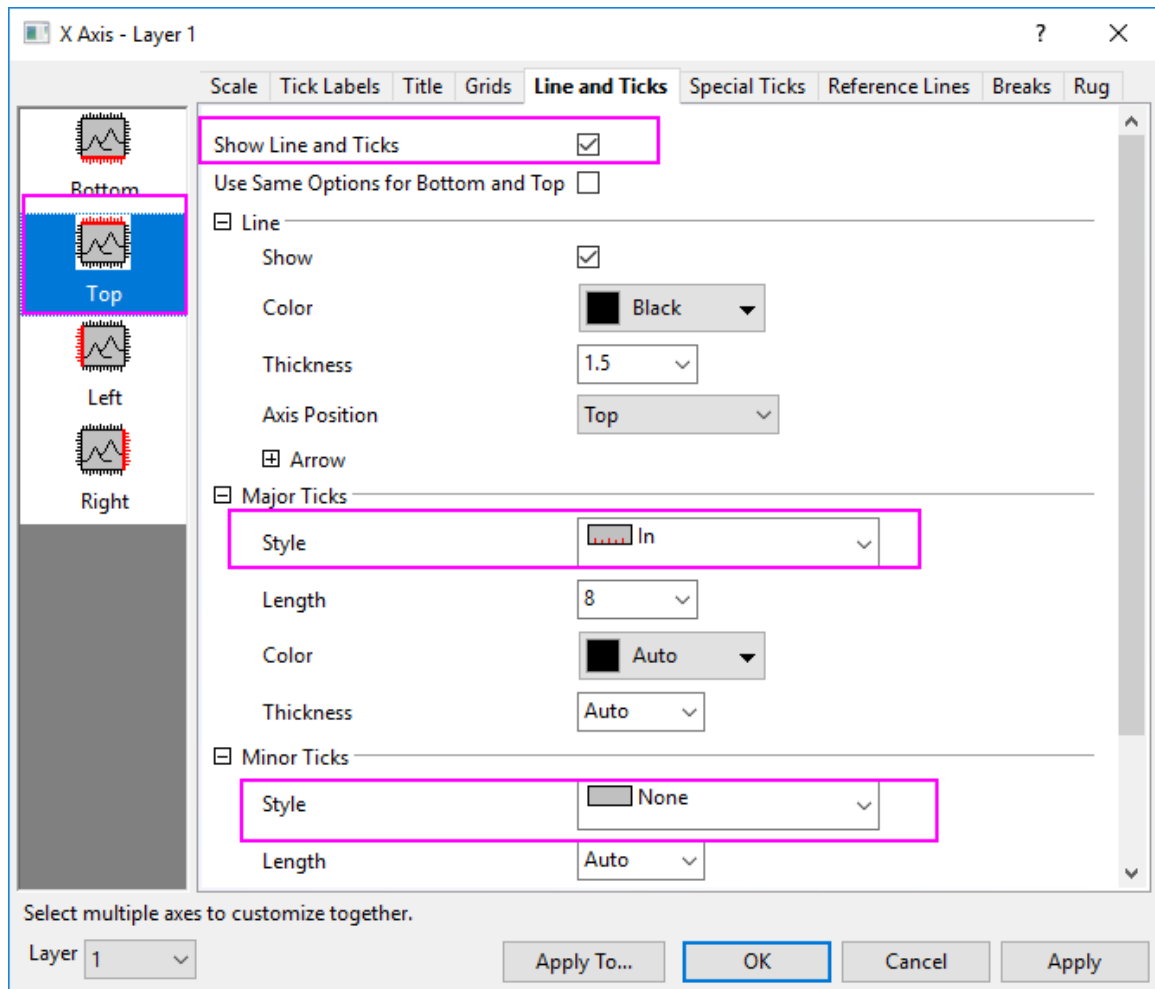 X Axis - Layer 1 ?
Scale Tick Labels Title Grids Line and Ticks Special Ticks Reference Lines Breaks Rug
Bottom
Top
Left
Right
Show Line and Ticks
Use Same Options for Bottom and Top
Line
Show
Color Black
Thickness 1.5
Axis Position Top
Arrow
Major Ticks
Style In
Length 8
Color Auto
Thickness Auto
Minor Ticks
Style None
Length Auto
Select multiple axes to customize together.
Layer 1 Apply To... OK Cancel Apply